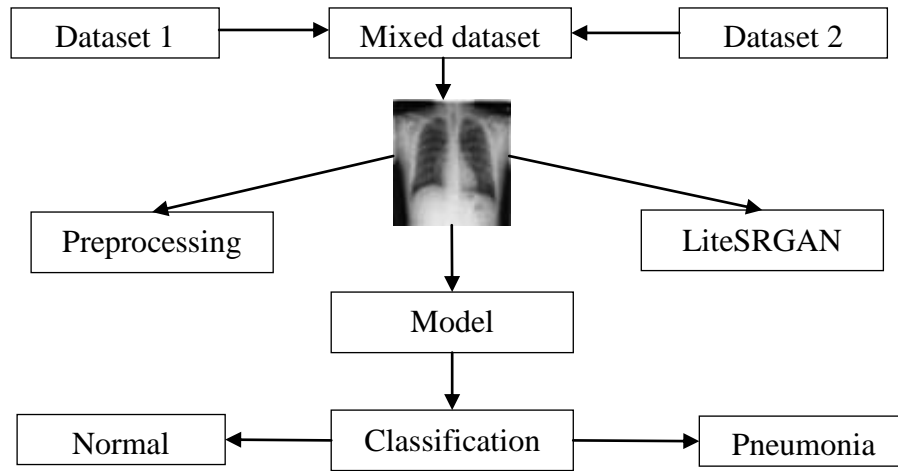 Dataset 1
Mixed dataset
Dataset 2
Preprocessing
LiteSRGAN
Model
Normal
Classification
Pneumonia